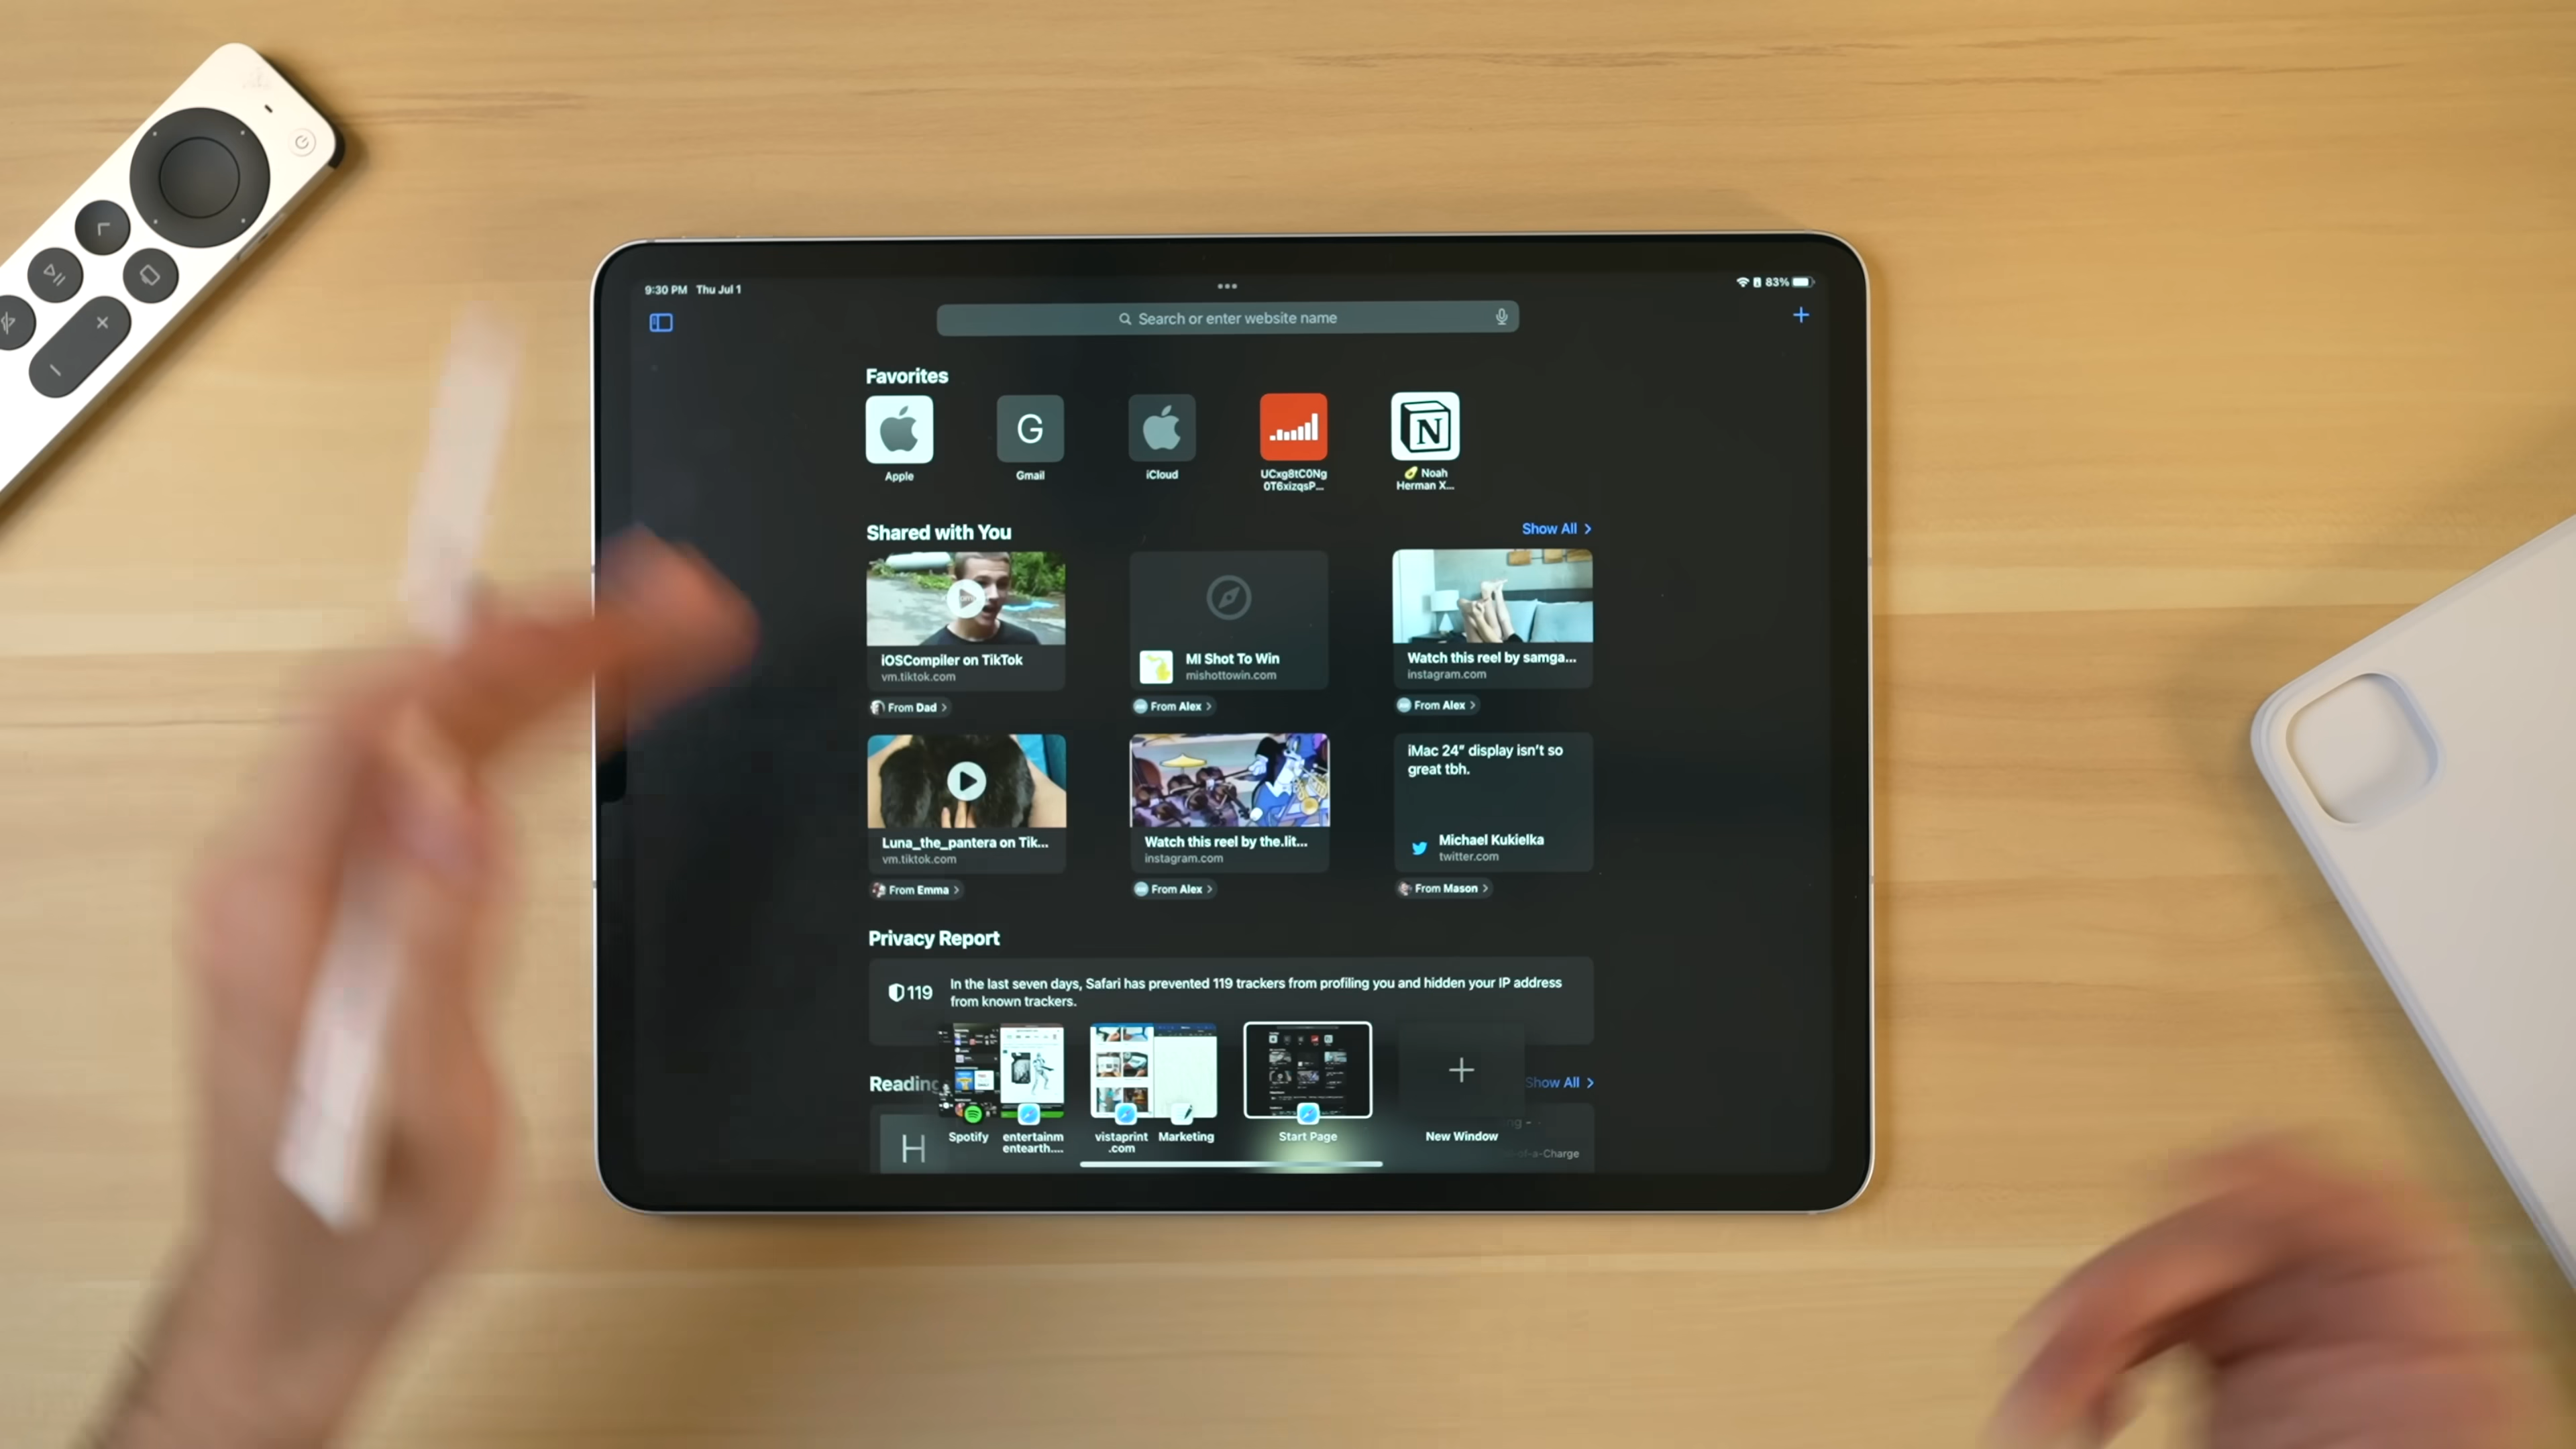 9:30 PM Thu Jul 1
83%
Search or enter website name
Favorites
Apple
G
Gmail
iCloud
UCxg8tC0Ng
0T6xizqsP...
N
🥑 Noah
Herman X...
Shared with You
Show All >
iOSCompiler on TikTok
vm.tiktok.com
From Dad >
MI Shot To Win
mishottowin.com
From Alex >
Watch this reel by samga...
instagram.com
From Alex >
Luna_the_pantera on Tik...
vm.tiktok.com
From Emma >
Watch this reel by the.lit...
instagram.com
From Alex >
iMac 24" display isn't so
great tbh.
Michael Kukielka
twitter.com
From Mason >
Privacy Report
119
In the last seven days, Safari has prevented 119 trackers from profiling you and hidden your IP address
from known trackers.
Reading
Show All >
H
Spotify
entertainm
entearth....
vistaprint
.com
Marketing
Start Page
New Window
of-a-Charge